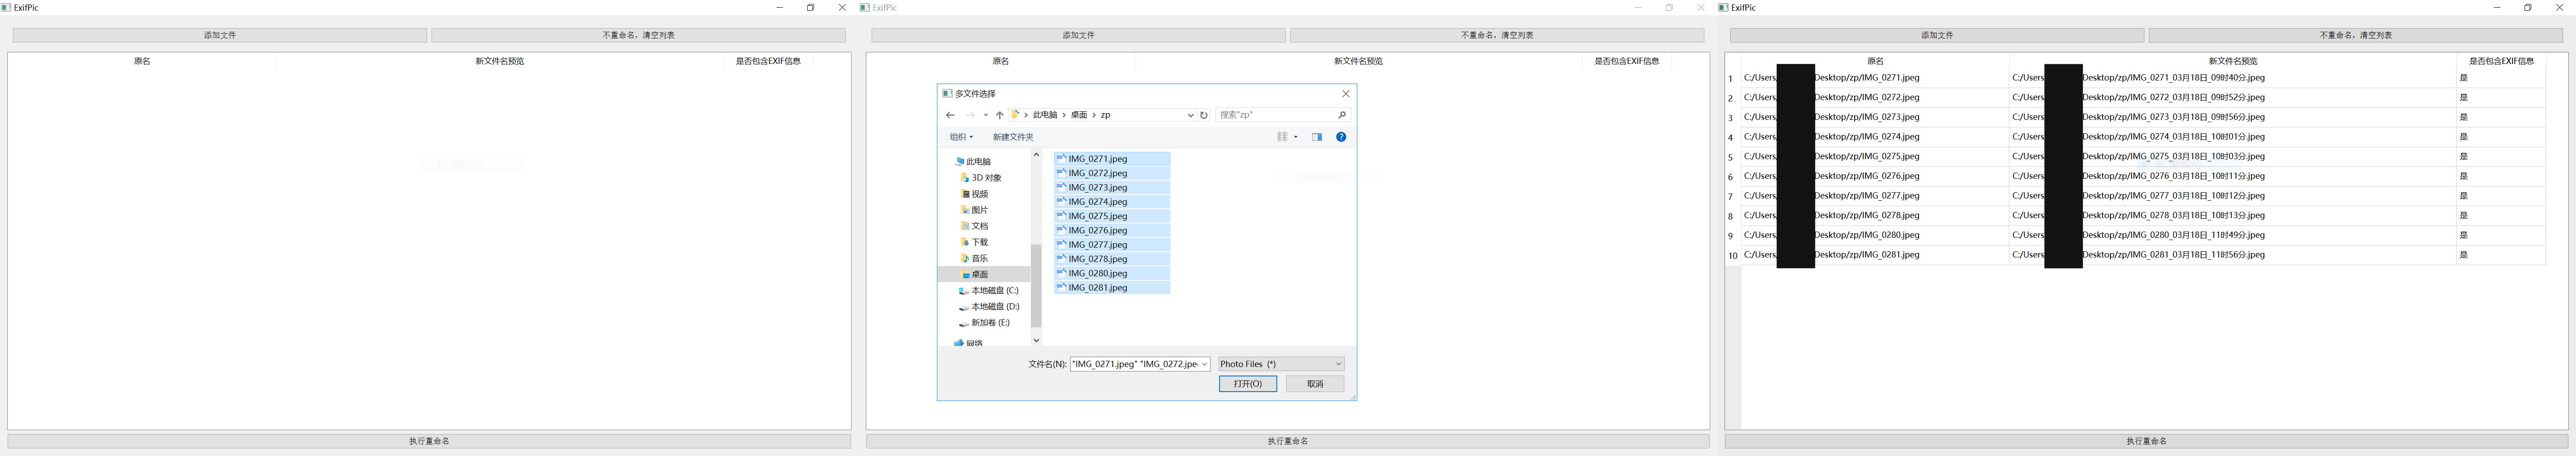 ExifPic
添加文件
不重命名，清空列表
原名
新文件名预览
是否包含EXIF信息
执行重命名
ExifPic
添加文件
不重命名，清空列表
原名
新文件名预览
是否包含EXIF信息
多文件选择
此电脑 > 桌面 > zp
搜索"zp"
组织
新建文件夹
此电脑
3D 对象
视频
图片
文档
下载
音乐
桌面
本地磁盘 (C:)
本地磁盘 (D:)
新加卷 (E:)
网络
IMG_0271.jpeg
IMG_0272.jpeg
IMG_0273.jpeg
IMG_0274.jpeg
IMG_0275.jpeg
IMG_0276.jpeg
IMG_0277.jpeg
IMG_0278.jpeg
IMG_0280.jpeg
IMG_0281.jpeg
文件名(N): "IMG_0271.jpeg" "IMG_0272.jpe
Photo Files (*)
打开(O)
取消
执行重命名
ExifPic
添加文件
不重命名，清空列表
原名
新文件名预览
是否包含EXIF信息
1 C:/Users Desktop/zp/IMG_0271.jpeg C:/Users Desktop/zp/IMG_0271_03月18日_09时40分.jpeg 是
2 C:/Users Desktop/zp/IMG_0272.jpeg C:/Users Desktop/zp/IMG_0272_03月18日_09时52分.jpeg 是
3 C:/Users Desktop/zp/IMG_0273.jpeg C:/Users Desktop/zp/IMG_0273_03月18日_09时56分.jpeg 是
4 C:/Users Desktop/zp/IMG_0274.jpeg C:/Users Desktop/zp/IMG_0274_03月18日_10时01分.jpeg 是
5 C:/Users Desktop/zp/IMG_0275.jpeg C:/Users Desktop/zp/IMG_0275_03月18日_10时03分.jpeg 是
6 C:/Users Desktop/zp/IMG_0276.jpeg C:/Users Desktop/zp/IMG_0276_03月18日_10时11分.jpeg 是
7 C:/Users Desktop/zp/IMG_0277.jpeg C:/Users Desktop/zp/IMG_0277_03月18日_10时12分.jpeg 是
8 C:/Users Desktop/zp/IMG_0278.jpeg C:/Users Desktop/zp/IMG_0278_03月18日_10时13分.jpeg 是
9 C:/Users Desktop/zp/IMG_0280.jpeg C:/Users Desktop/zp/IMG_0280_03月18日_11时49分.jpeg 是
10 C:/Users Desktop/zp/IMG_0281.jpeg C:/Users Desktop/zp/IMG_0281_03月18日_11时56分.jpeg 是
执行重命名